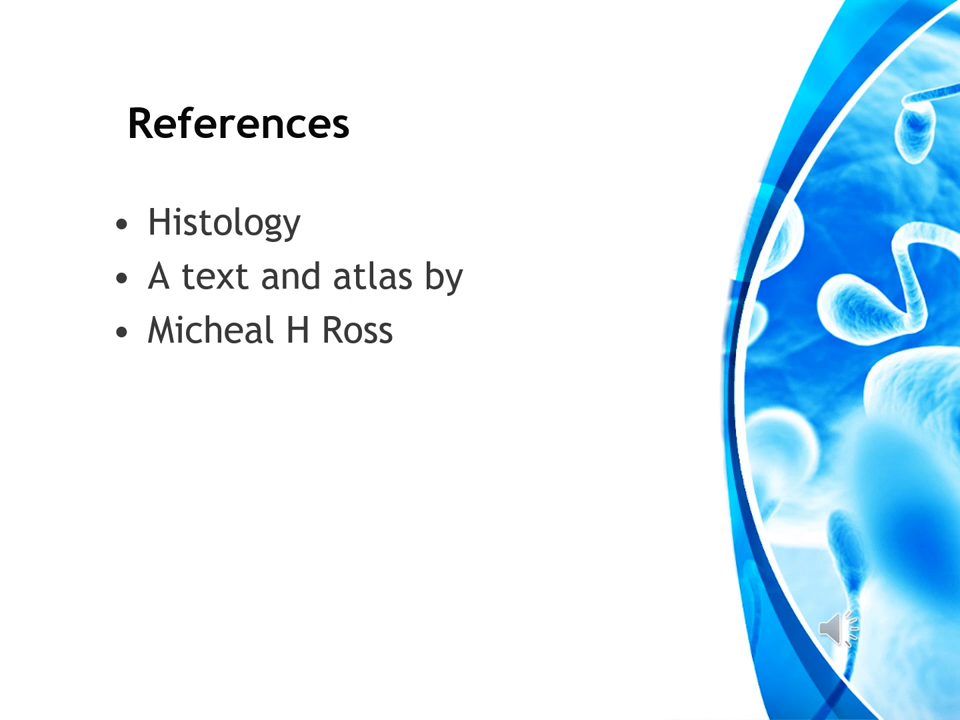 References
• Histology
• A text and atlas by
• Micheal H Ross